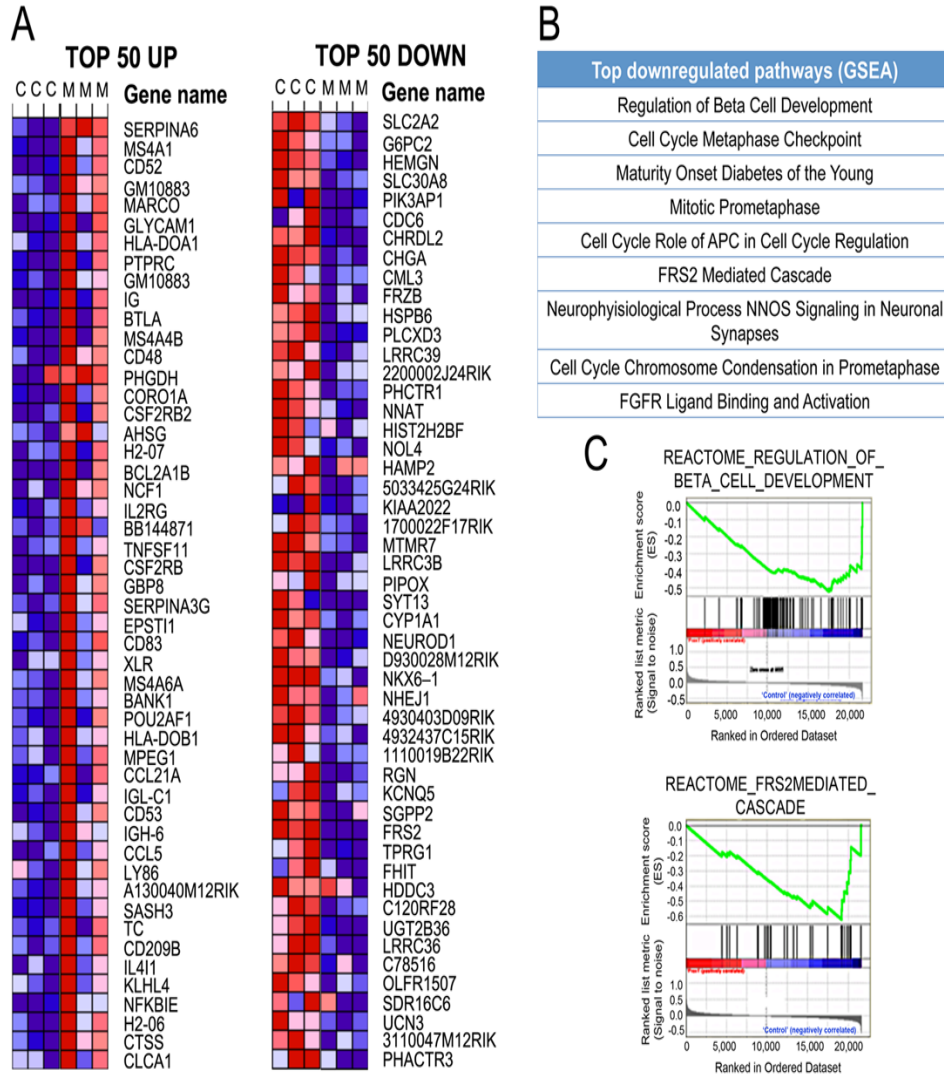 A
TOP 50 UP
C C C M M M
Gene name
SERPINA6
MS4A1
CD52
GM10883
MARCO
GLYCAM1
HLA-DOA1
PTPRC
GM10883
IG
BTLA
MS4A4B
CD48
PHGDH
CORO1A
CSF2RB2
AHSG
H2-07
BCL2A1B
NCF1
IL2RG
BB144871
TNFSF11
CSF2RB
GBP8
SERPINA3G
EPSTI1
CD83
XLR
MS4A6A
BANK1
POU2AF1
HLA-DOB1
MPEG1
CCL21A
IGL-C1
CD53
IGH-6
CCL5
LY86
A130040M12RIK
SASH3
TC
CD209B
IL4I1
KLHL4
NFKBIE
H2-06
CTSS
CLCA1
TOP 50 DOWN
C C C M M M
Gene name
SLC2A2
G6PC2
HEMGN
SLC30A8
PIK3AP1
CDC6
CHRDL2
CHGA
CML3
FRZB
HSPB6
PLCXD3
LRRC39
2200002J24RIK
PHCTR1
NNAT
HIST2H2BF
NOL4
HAMP2
5033425G24RIK
KIAA2022
1700022F17RIK
MTMR7
LRRC3B
PIPOX
SYT13
CYP1A1
NEUROD1
D930028M12RIK
NKX6–1
NHEJ1
4930403D09RIK
4932437C15RIK
1110019B22RIK
RGN
KCNQ5
SGPP2
FRS2
TPRG1
FHIT
HDDC3
C120RF28
UGT2B36
LRRC36
C78516
OLFR1507
SDR16C6
UCN3
3110047M12RIK
PHACTR3
B
Top downregulated pathways (GSEA)
Regulation of Beta Cell Development
Cell Cycle Metaphase Checkpoint
Maturity Onset Diabetes of the Young
Mitotic Prometaphase
Cell Cycle Role of APC in Cell Cycle Regulation
FRS2 Mediated Cascade
Neurophyisiological Process NNOS Signaling in Neuronal
Synapses
Cell Cycle Chromosome Condensation in Prometaphase
FGFR Ligand Binding and Activation
C
REACTOME_REGULATION_OF_
BETA_CELL_DEVELOPMENT
Enrichment score
(ES)
0.0
-0.1
-0.2
-0.3
-0.4
-0.5
Ranked list metric
(Signal to noise)
1.0
0.5
0.0
-0.5
(positively correlated)
'Control' (negatively correlated)
0 5,000 10,000 15,000 20,000
Ranked in Ordered Dataset
REACTOME_FRS2MEDIATED_
CASCADE
Enrichment score
(ES)
0.0
-0.1
-0.2
-0.3
-0.4
-0.5
-0.6
Ranked list metric
(Signal to noise)
1.0
0.5
0.0
-0.5
(positively correlated)
'Control' (negatively correlated)
0 5,000 10,000 15,000 20,000
Ranked in Ordered Dataset